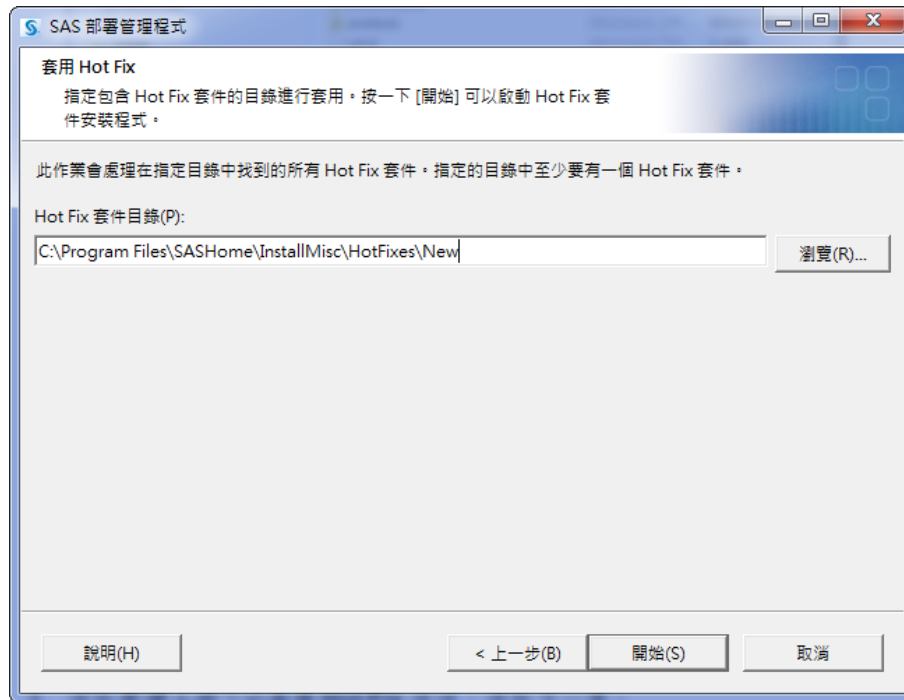 SAS 部署管理程式
套用 Hot Fix
指定包含 Hot Fix 套件的目錄進行套用。按一下 [開始] 可以啟動 Hot Fix 套
件安裝程式。
此作業會處理在指定目錄中找到的所有 Hot Fix 套件。指定的目錄中至少要有一個 Hot Fix 套件。
Hot Fix 套件目錄(P):
C:\Program Files\SASHome\InstallMisc\HotFixes\New
瀏覽(R)...
說明(H)
< 上一步(B)
開始(S)
取消